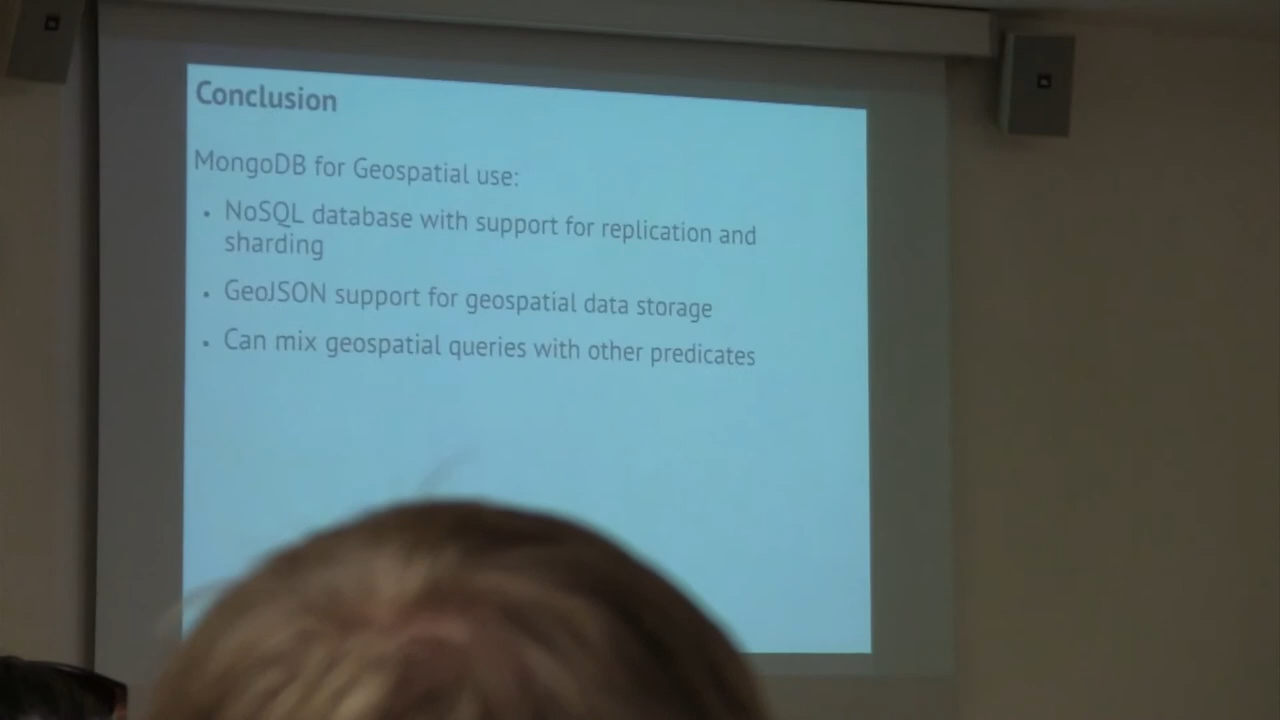 Conclusion
MongoDB for Geospatial use:
• NoSQL database with support for replication and
sharding
• GeoJSON support for geospatial data storage
• Can mix geospatial queries with other predicates